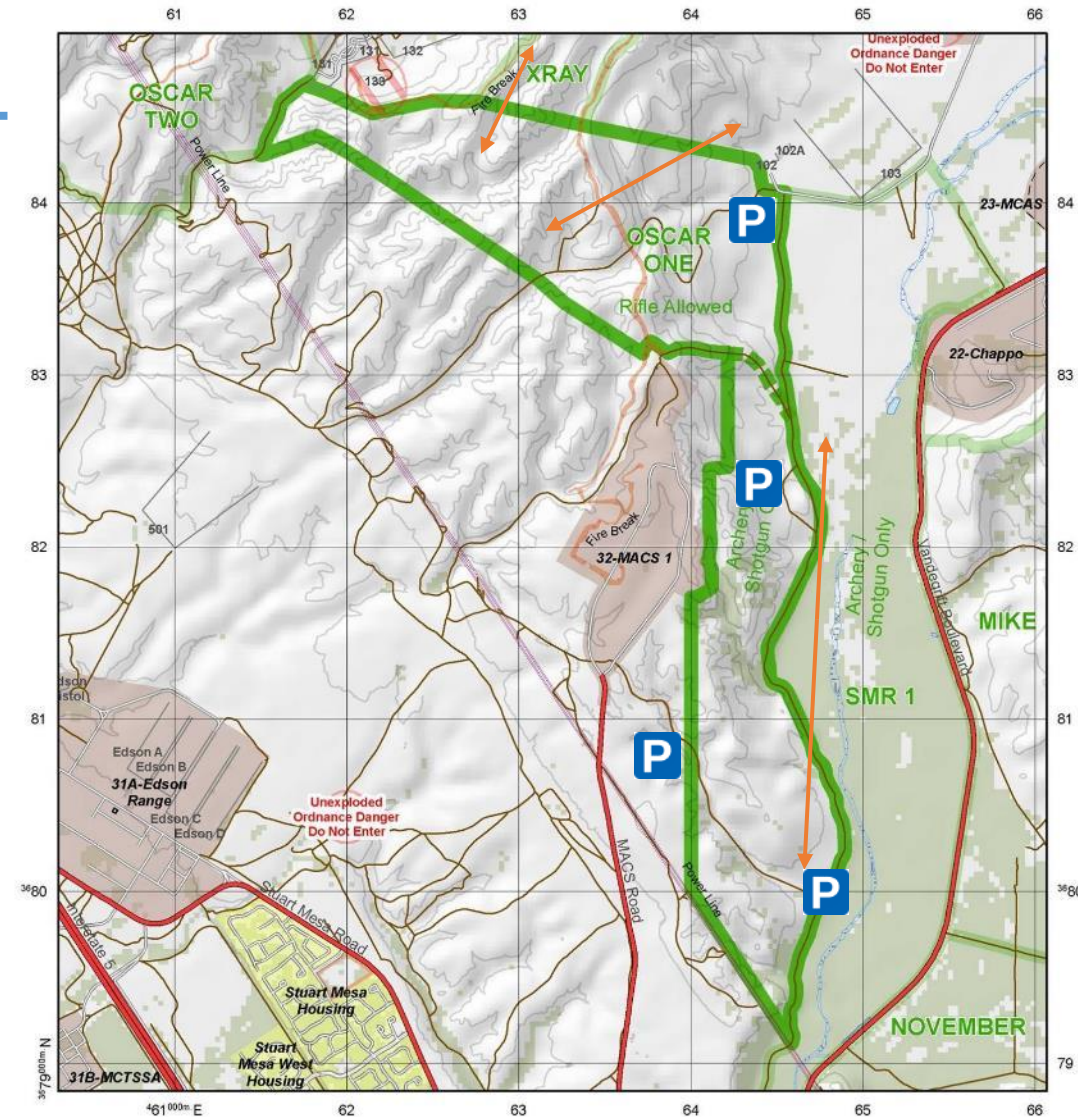 61 62 63 64 65 66
Unexploded
Ordnance Danger
Do Not Enter
131
132
181
133
Fire Break
XRAY
OSCAR
TWO
Power Line
102A
102
103
84
23-MCAS
84
P
OSCAR
ONE
Rifle Allowed
83
22-Chappo
83
P
Archery
Shotgun O
501
Fire Break
32-MACS 1
82
82
Archery /
Shotgun Only
Vandegrift Boulevard
MIKE
SMR 1
81
81
Edson A
Edson B
31A-Edson
Range
Edson C
Edson D
P
Unexploded
Ordnance Danger
Do Not Enter
MACS Road
Power Line
P
80
³⁶80
Interstate 5
Stuart Mesa Road
Stuart Mesa
Housing
Stuart
Mesa West
Housing
NOVEMBER
³⁶79⁰⁰⁰ᵐ N
79
31B-MCTSSA
⁴61⁰⁰⁰ᵐ E 62 63 64 65 66